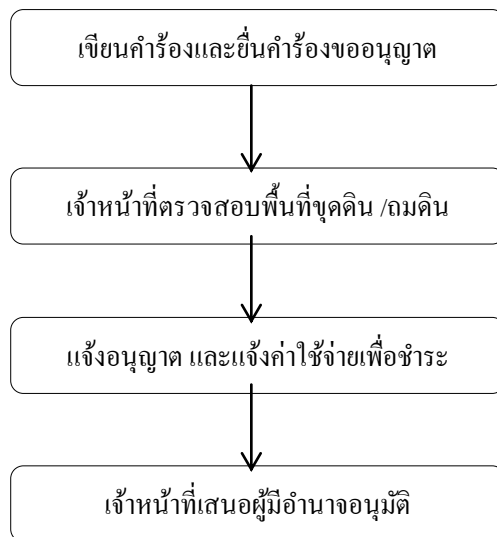 เขียนคำร้องและยื่นคำร้องขออนุญาต
เจ้าหน้าที่ตรวจสอบพื้นที่ขุดดิน /ถมดิน
แจ้งอนุญาต และแจ้งค่าใช้จ่ายเพื่อชำระ
เจ้าหน้าที่เสนอผู้มีอำนาจอนุมัติ